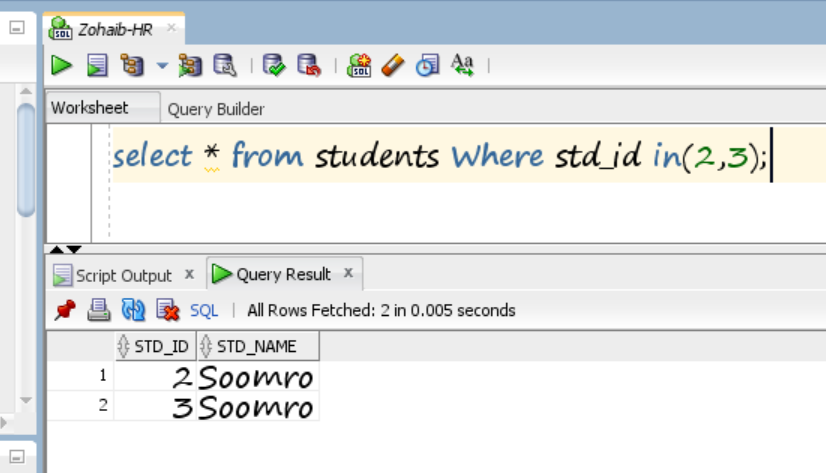 Zohaib-HR
Worksheet Query Builder
select * from students Where std_id in(2,3);
Script Output x Query Result x
SQL | All Rows Fetched: 2 in 0.005 seconds
STD_ID STD_NAME
1 2 Soomro
2 3 Soomro